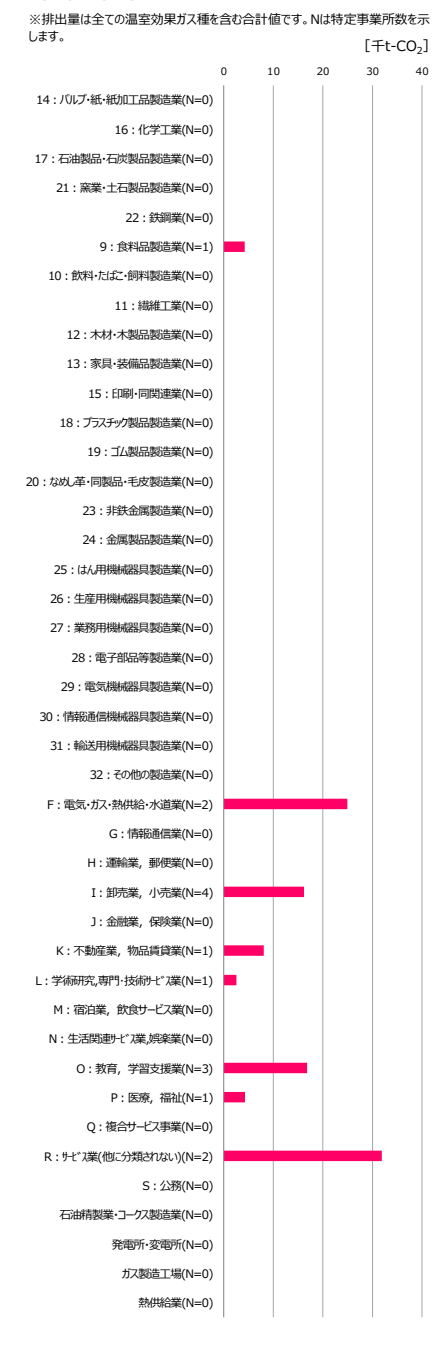 ※排出量は全ての温室効果ガス種を含む合計値です。Nは特定事業所数を示
します。
[千t-CO₂]
0 10 20 30 40
14：パルプ・紙・紙加工品製造業(N=0)
16：化学工業(N=0)
17：石油製品・石炭製品製造業(N=0)
21：窯業・土石製品製造業(N=0)
22：鉄鋼業(N=0)
9：食料品製造業(N=1)
10：飲料・たばこ・飼料製造業(N=0)
11：繊維工業(N=0)
12：木材・木製品製造業(N=0)
13：家具・装備品製造業(N=0)
15：印刷・同関連業(N=0)
18：プラスチック製品製造業(N=0)
19：ゴム製品製造業(N=0)
20：なめし革・同製品・毛皮製造業(N=0)
23：非鉄金属製造業(N=0)
24：金属製品製造業(N=0)
25：はん用機械器具製造業(N=0)
26：生産用機械器具製造業(N=0)
27：業務用機械器具製造業(N=0)
28：電子部品等製造業(N=0)
29：電気機械器具製造業(N=0)
30：情報通信機械器具製造業(N=0)
31：輸送用機械器具製造業(N=0)
32：その他の製造業(N=0)
F：電気・ガス・熱供給・水道業(N=2)
G：情報通信業(N=0)
H：運輸業，郵便業(N=0)
I：卸売業，小売業(N=4)
J：金融業，保険業(N=0)
K：不動産業，物品賃貸業(N=1)
L：学術研究,専門・技術ｻｰﾋﾞｽ業(N=1)
M：宿泊業，飲食サービス業(N=0)
N：生活関連ｻｰﾋﾞｽ業,娯楽業(N=0)
O：教育，学習支援業(N=3)
P：医療，福祉(N=1)
Q：複合サービス事業(N=0)
R：ｻｰﾋﾞｽ業(他に分類されない)(N=2)
S：公務(N=0)
石油精製業・コークス製造業(N=0)
発電所・変電所(N=0)
ガス製造工場(N=0)
熱供給業(N=0)